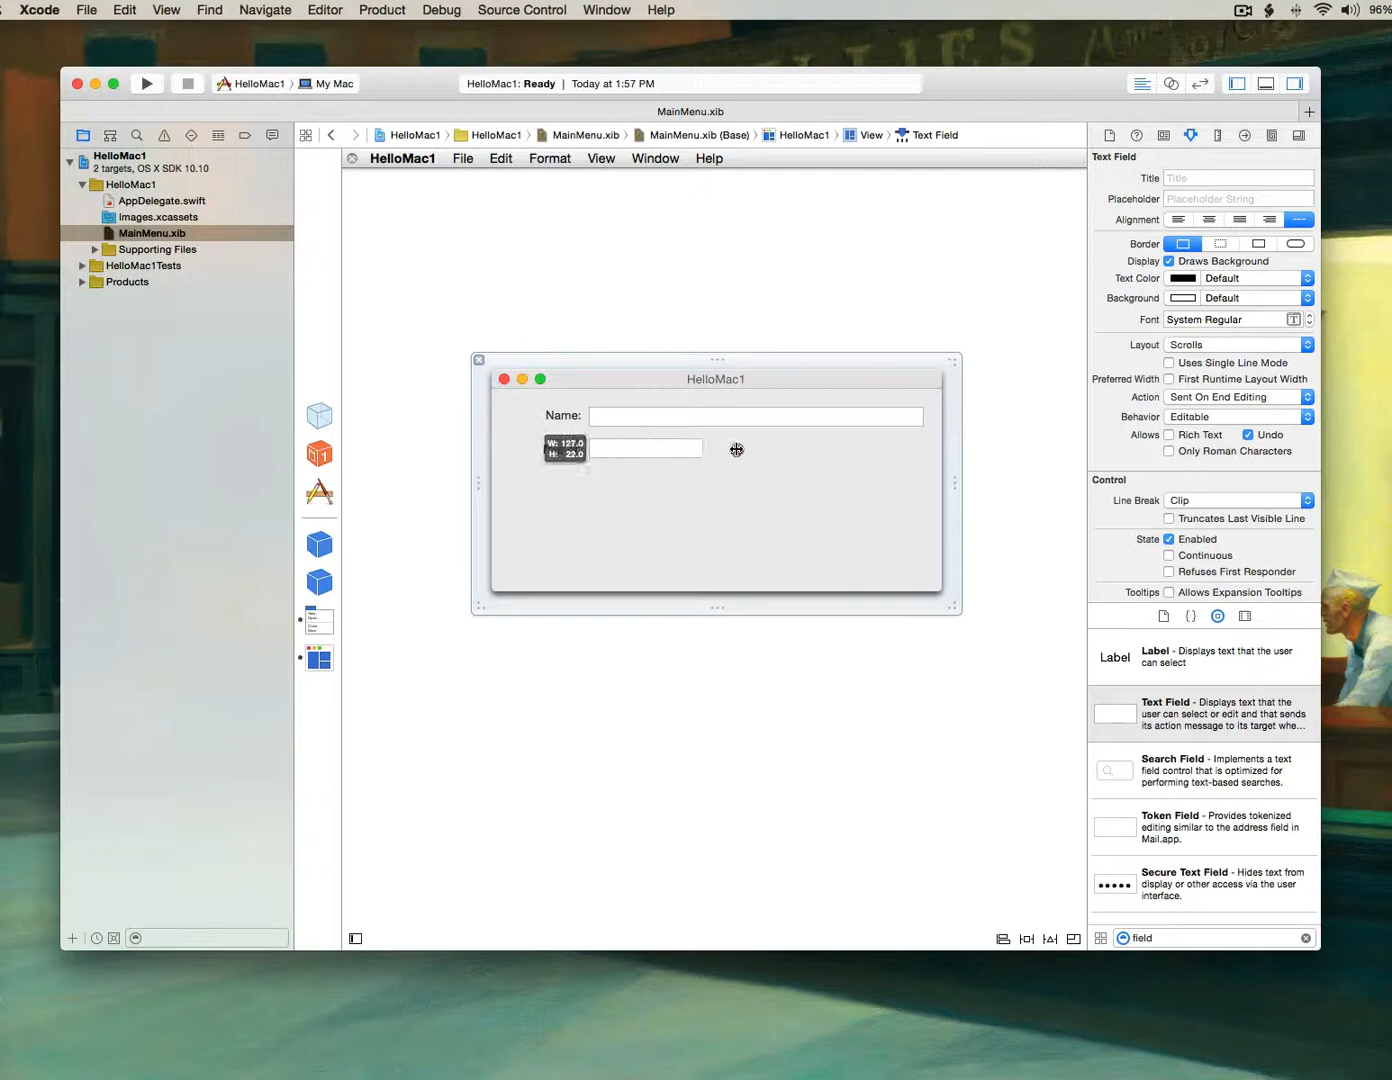 Xcode File Edit View Find Navigate Editor Product Debug Source Control Window Help 96%
HelloMac1 My Mac HelloMac1: Ready | Today at 1:57 PM
MainMenu.xib
HelloMac1 HelloMac1 MainMenu.xib MainMenu.xib (Base) HelloMac1 View Text Field
HelloMac1
2 targets, OS X SDK 10.10
HelloMac1
AppDelegate.swift
Images.xcassets
MainMenu.xib
Supporting Files
HelloMac1Tests
Products
HelloMac1 File Edit Format View Window Help
HelloMac1
Name:
W: 127.0
H: 22.0
Text Field
Title Title
Placeholder Placeholder String
Alignment
Border
Display Draws Background
Text Color Default
Background Default
Font System Regular T
Layout Scrolls
Uses Single Line Mode
Preferred Width First Runtime Layout Width
Action Sent On End Editing
Behavior Editable
Allows Rich Text Undo
Only Roman Characters
Control
Line Break Clip
Truncates Last Visible Line
State Enabled
Continuous
Refuses First Responder
Tooltips Allows Expansion Tooltips
Label Label - Displays text that the user
can select
Text Field - Displays text that the
user can select or edit and that sends
its action message to its target whe...
Search Field - Implements a text
field control that is optimized for
performing text-based searches.
Token Field - Provides tokenized
editing similar to the address field in
Mail.app.
Secure Text Field - Hides text from
display or other access via the user
interface.
field